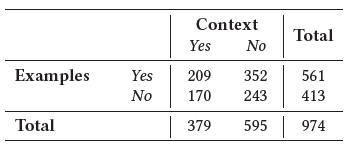 Context Total
Yes No
Examples Yes 209 352 561
No 170 243 413
Total 379 595 974